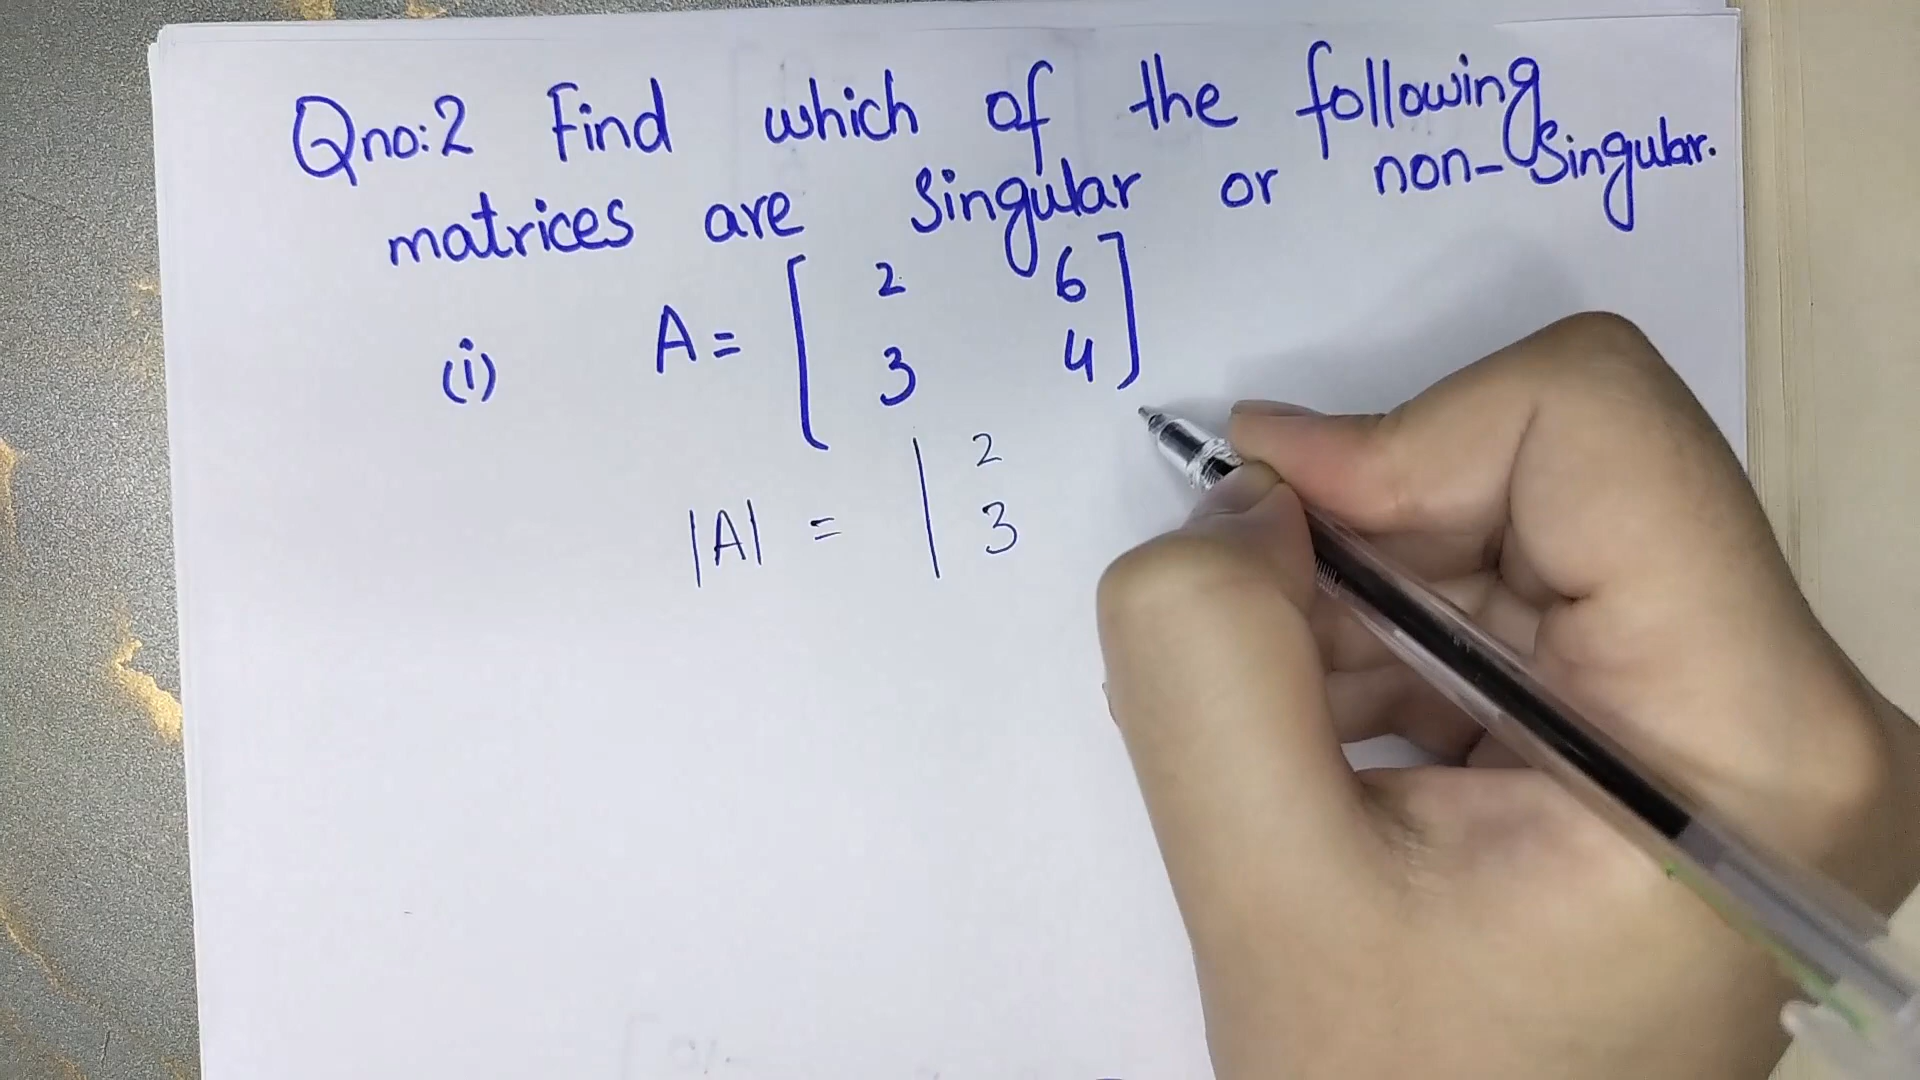 Qno:2 Find which of the following
matrices are singular or non-Singular.
(i) A = [ 2 6
3 4 ]
|A| = | 2
3